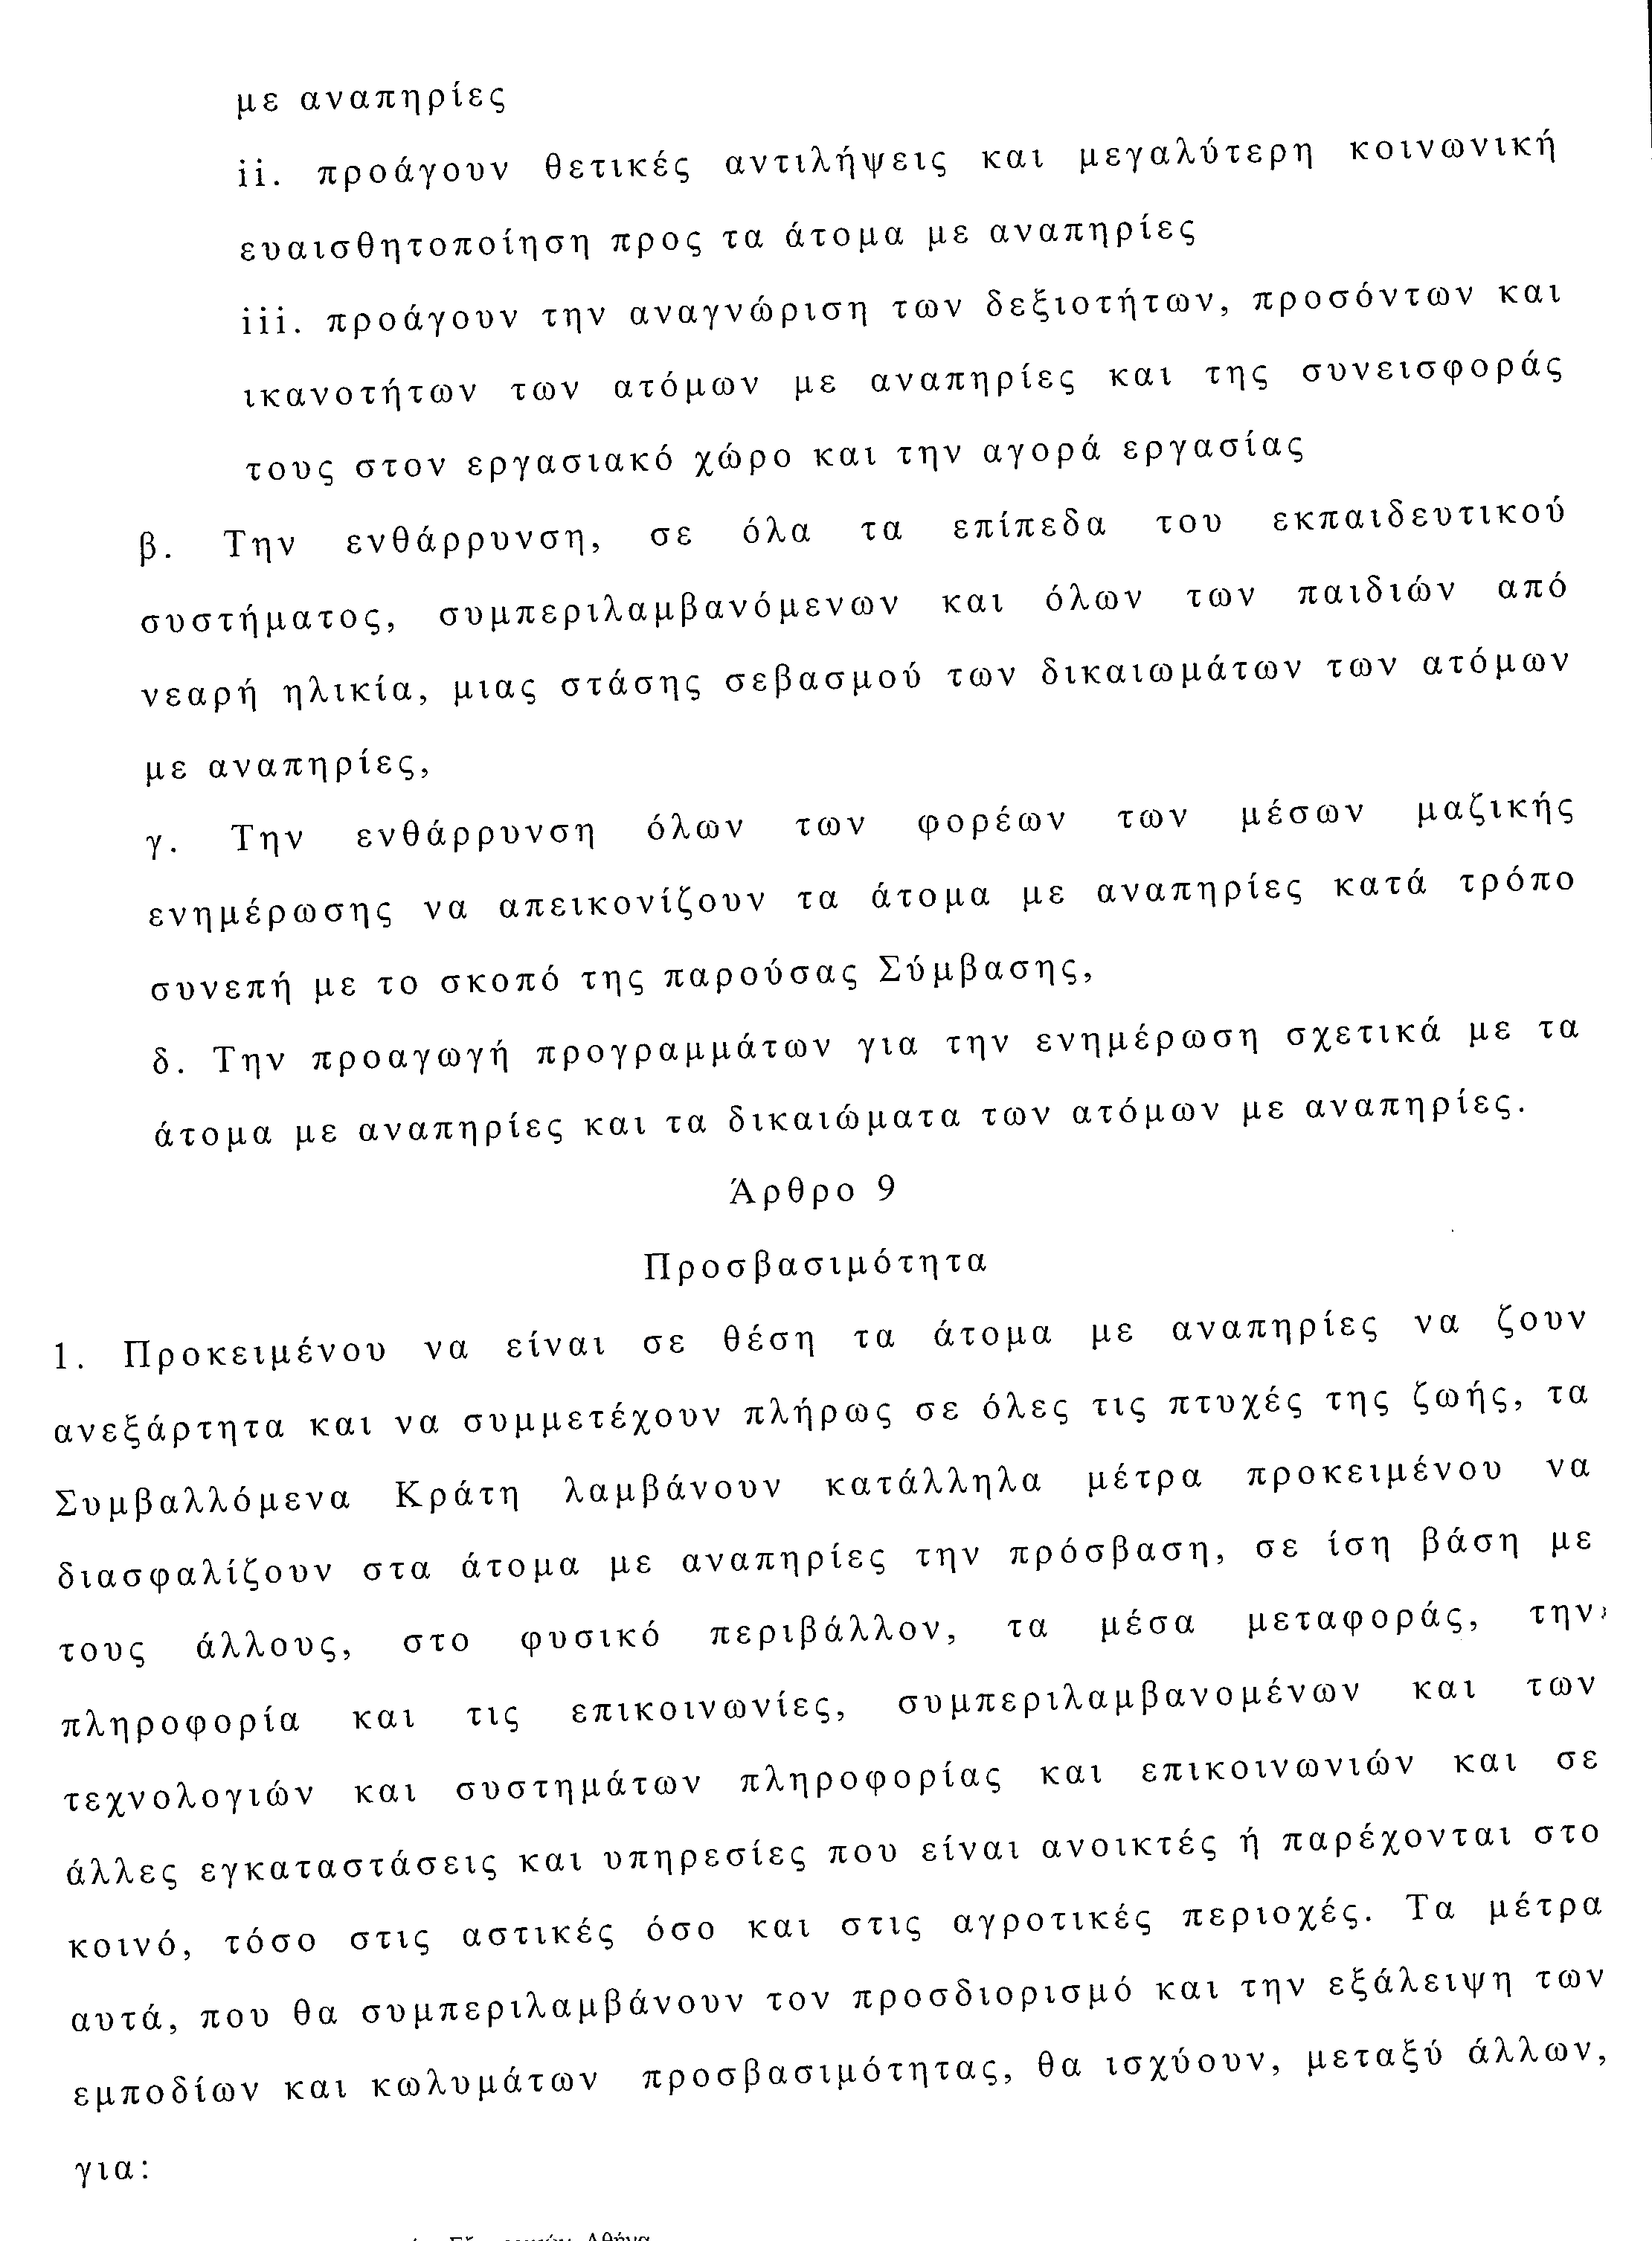 με αναπηρίες
ii. προάγουν θετικές αντιλήψεις και μεγαλύτερη κοινωνική
ευαισθητοποίηση προς τα άτομα με αναπηρίες
iii. προάγουν την αναγνώριση των δεξιοτήτων, προσόντων και
ικανοτήτων των ατόμων με αναπηρίες και της συνεισφοράς
τους στον εργασιακό χώρο και την αγορά εργασίας
β. Την ενθάρρυνση, σε όλα τα επίπεδα του εκπαιδευτικού
συστήματος, συμπεριλαμβανόμενων και όλων των παιδιών από
νεαρή ηλικία, μιας στάσης σεβασμού των δικαιωμάτων των ατόμων
με αναπηρίες,
γ. Την ενθάρρυνση όλων των φορέων των μέσων μαζικής
ενημέρωσης να απεικονίζουν τα άτομα με αναπηρίες κατά τρόπο
συνεπή με το σκοπό της παρούσας Σύμβασης,
δ. Την προαγωγή προγραμμάτων για την ενημέρωση σχετικά με τα
άτομα με αναπηρίες και τα δικαιώματα των ατόμων με αναπηρίες.
Άρθρο 9
Προσβασιμότητα
1. Προκειμένου να είναι σε θέση τα άτομα με αναπηρίες να ζουν
ανεξάρτητα και να συμμετέχουν πλήρως σε όλες τις πτυχές της ζωής, τα
Συμβαλλόμενα Κράτη λαμβάνουν κατάλληλα μέτρα προκειμένου να
διασφαλίζουν στα άτομα με αναπηρίες την πρόσβαση, σε ίση βάση με
τους άλλους, στο φυσικό περιβάλλον, τα μέσα μεταφοράς, την
πληροφορία και τις επικοινωνίες, συμπεριλαμβανομένων και των
τεχνολογιών και συστημάτων πληροφορίας και επικοινωνιών και σε
άλλες εγκαταστάσεις και υπηρεσίες που είναι ανοικτές ή παρέχονται στο
κοινό, τόσο στις αστικές όσο και στις αγροτικές περιοχές. Τα μέτρα
αυτά, που θα συμπεριλαμβάνουν τον προσδιορισμό και την εξάλειψη των
εμποδίων και κωλυμάτων προσβασιμότητας, θα ισχύουν, μεταξύ άλλων,
για:
Αθήνα